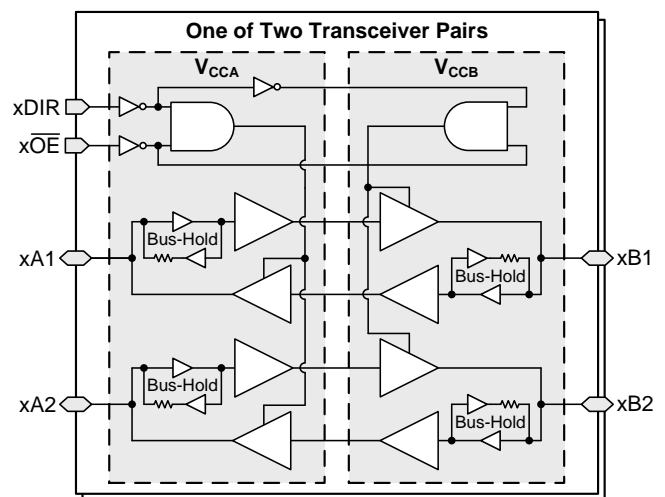 One of Two Transceiver Pairs
VCCA
VCCB
xDIR
xOE
Bus-Hold
xA1
Bus-Hold
xB1
Bus-Hold
xA2
Bus-Hold
xB2